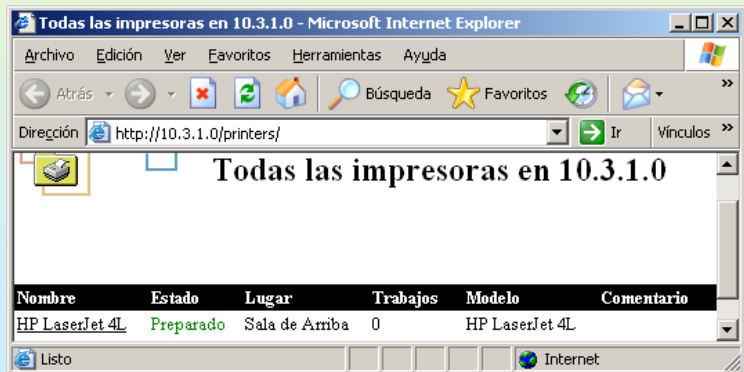 Todas las impresoras en 10.3.1.0 - Microsoft Internet Explorer
Archivo Edición Ver Favoritos Herramientas Ayuda
Atrás Búsqueda Favoritos »
Dirección http://10.3.1.0/printers/ Ir Vínculos »
Todas las impresoras en 10.3.1.0
Nombre Estado Lugar Trabajos Modelo Comentario
HP LaserJet 4L Preparado Sala de Arriba 0 HP LaserJet 4L
Listo Internet